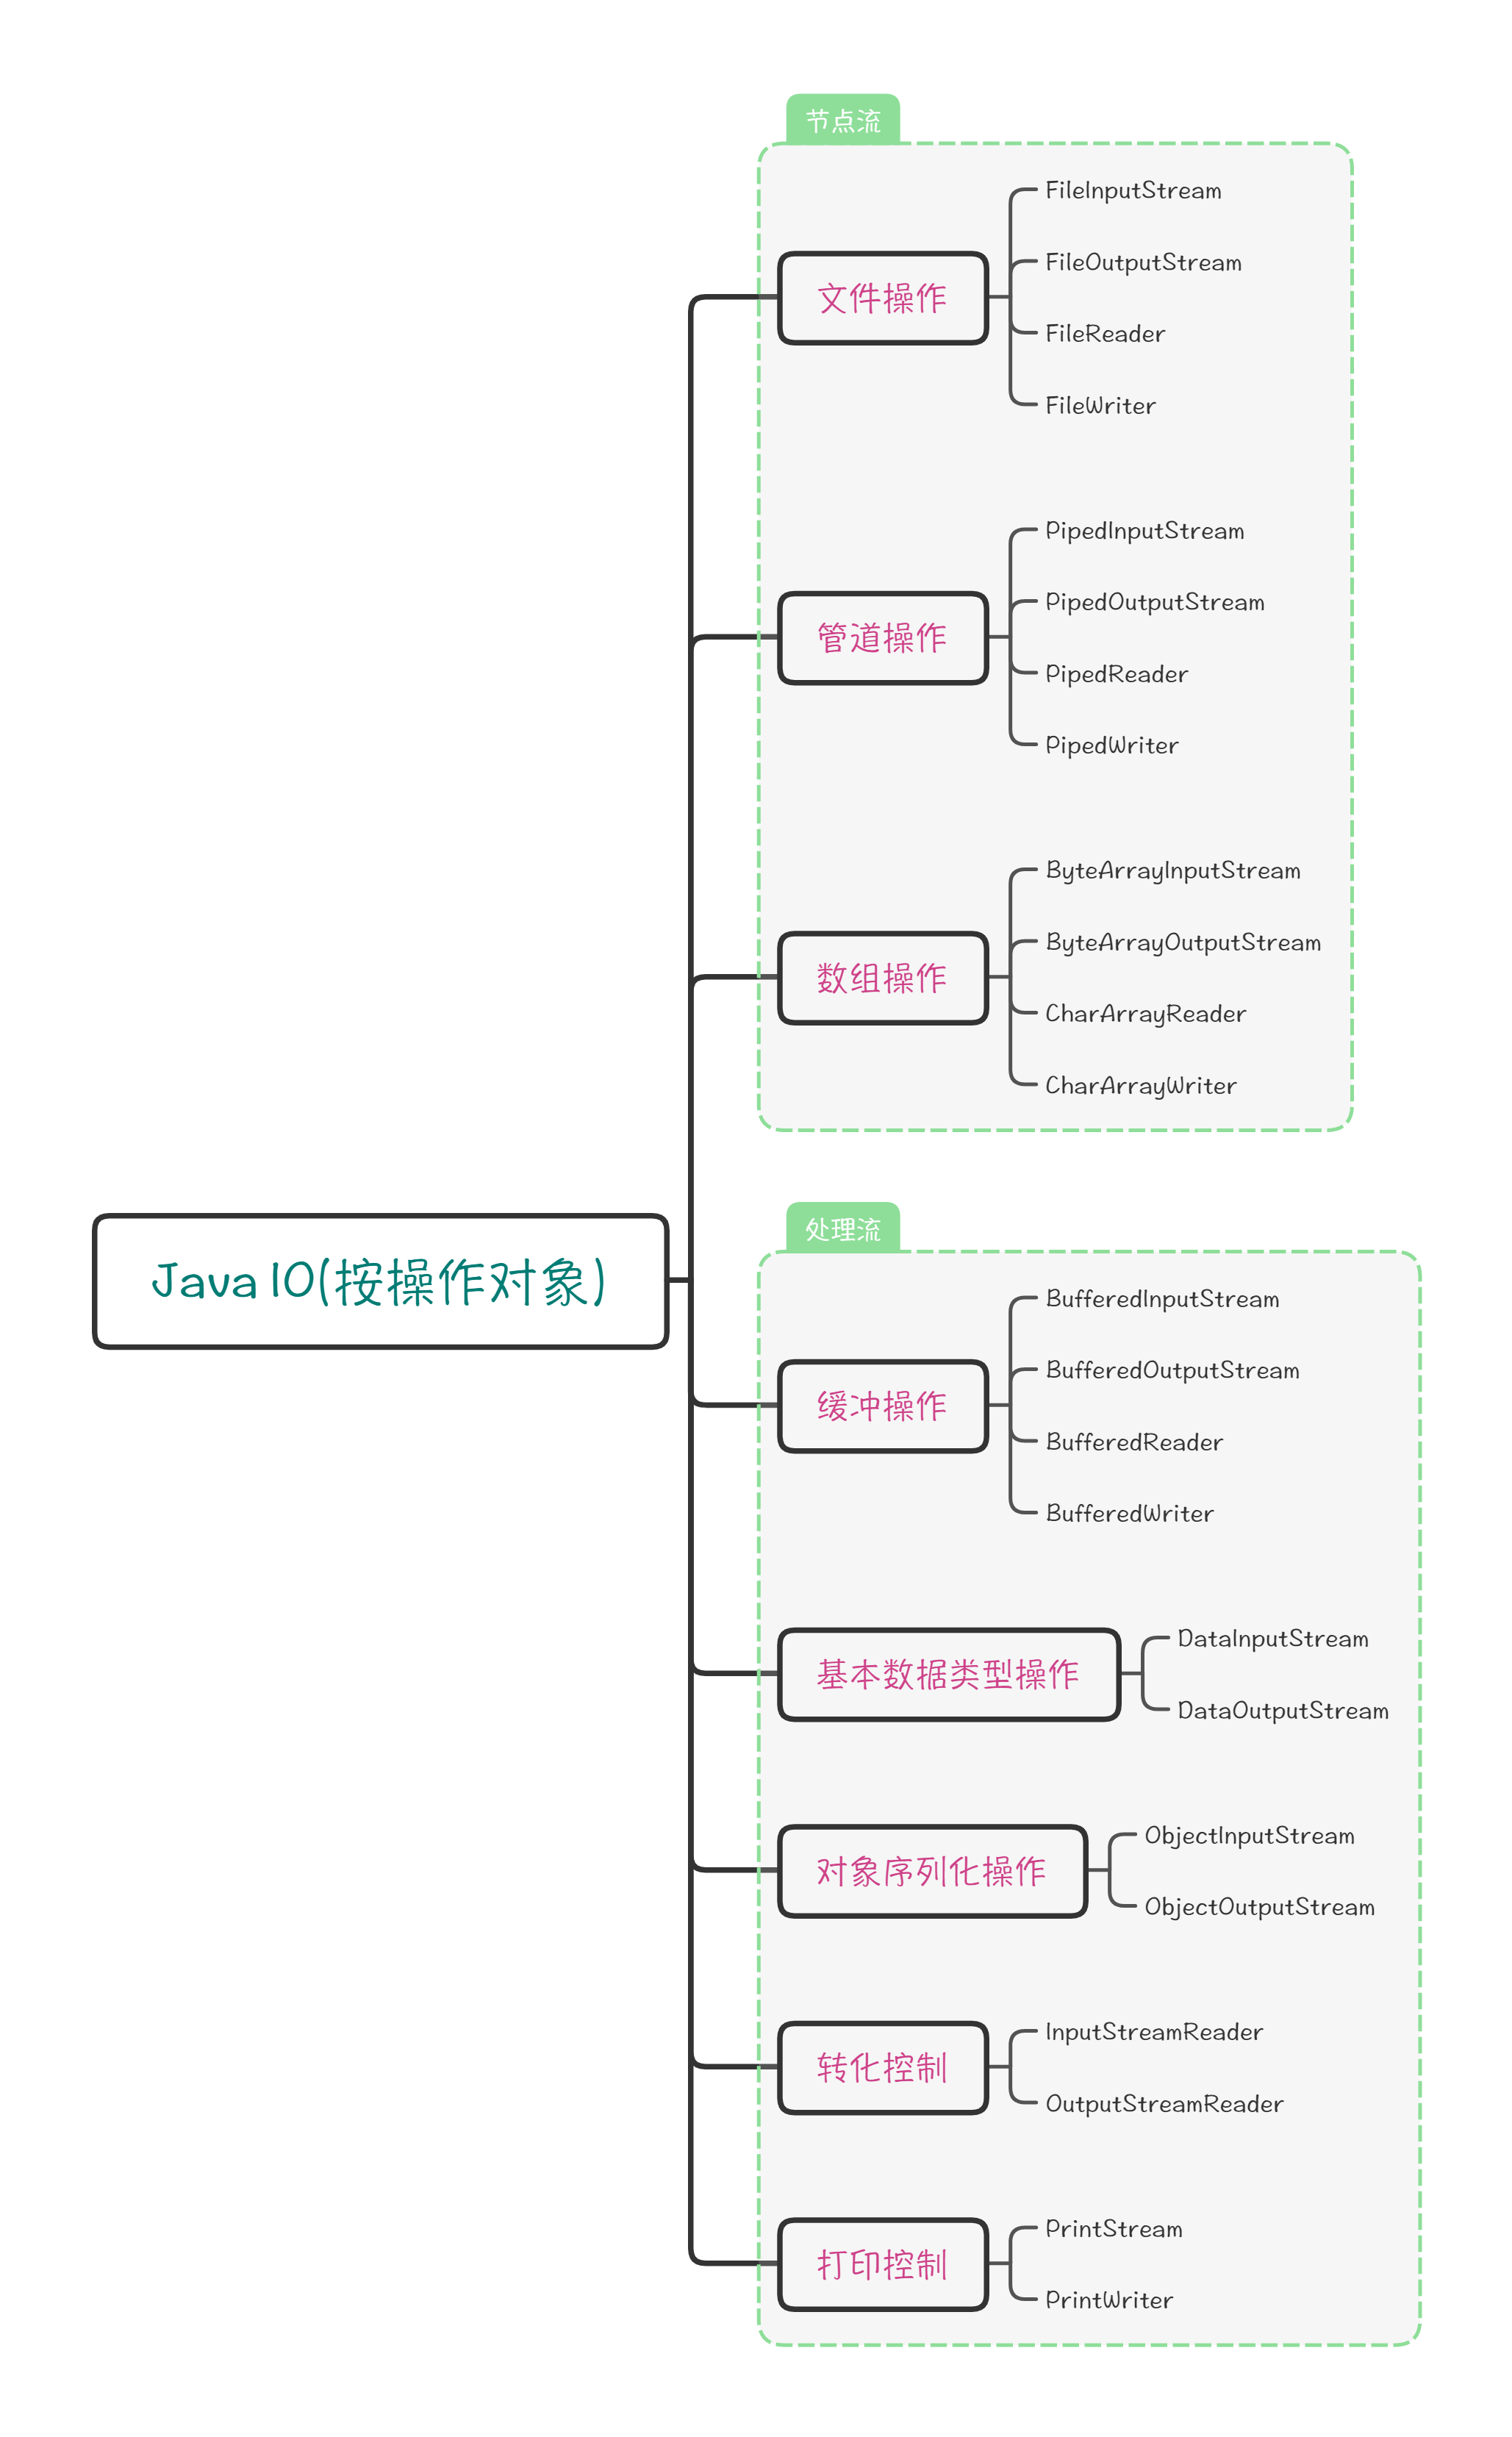 Java IO(按操作对象)
节点流
文件操作
FileInputStream
FileOutputStream
FileReader
FileWriter
管道操作
PipedInputStream
PipedOutputStream
PipedReader
PipedWriter
数组操作
ByteArrayInputStream
ByteArrayOutputStream
CharArrayReader
CharArrayWriter
处理流
缓冲操作
BufferedInputStream
BufferedOutputStream
BufferedReader
BufferedWriter
基本数据类型操作
DataInputStream
DataOutputStream
对象序列化操作
ObjectInputStream
ObjectOutputStream
转化控制
InputStreamReader
OutputStreamReader
打印控制
PrintStream
PrintWriter